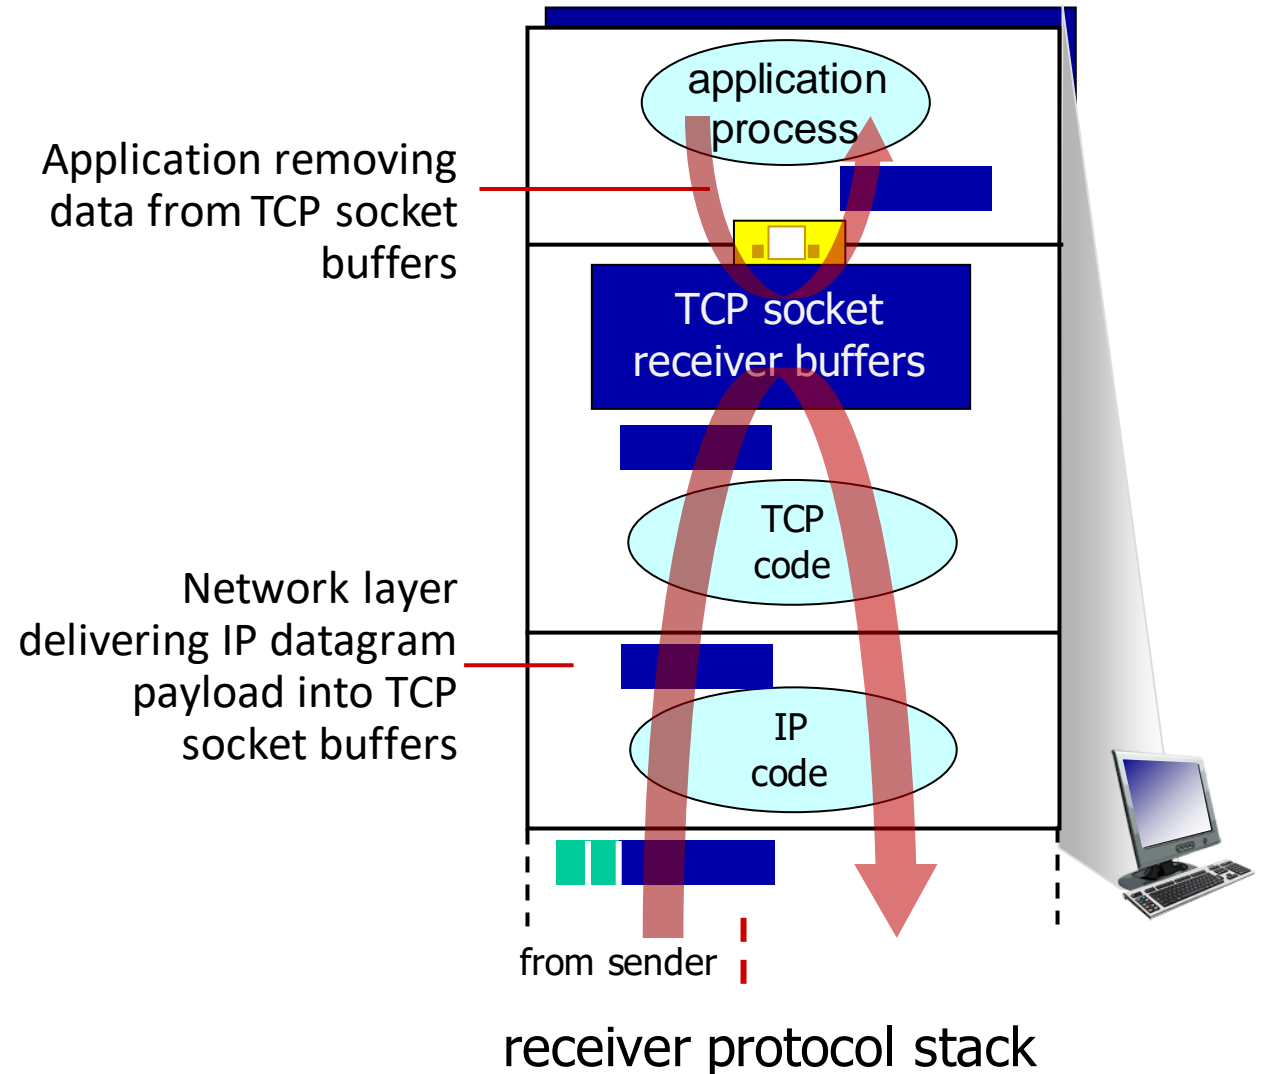 application
process
Application removing
data from TCP socket
buffers
TCP socket
receiver buffers
TCP
code
Network layer
delivering IP datagram
payload into TCP
socket buffers
IP
code
from sender
receiver protocol stack